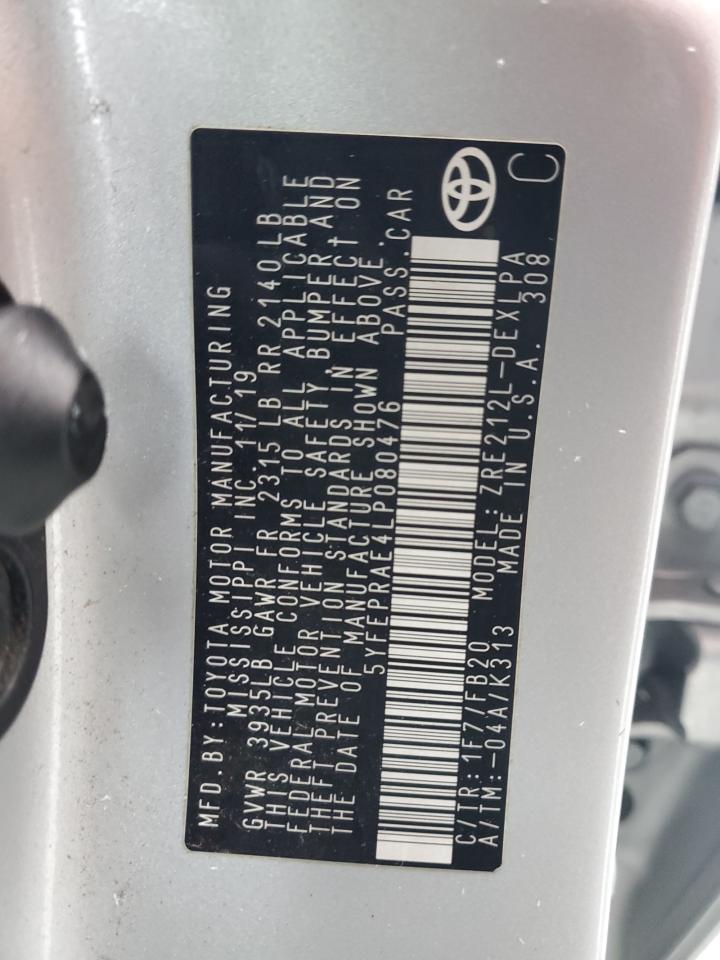 MFD.BY:TOYOTA MOTOR MANUFACTURING
MISSISSIPPI INC. 11/19
GVWR 3935LB GAWR FR 2315 LB RR 2140LB
THIS VEHICLE CONFORMS TO ALL APPLICABLE
FEDERAL MOTOR VEHICLE SAFETY, BUMPER, AND
THEFT PREVENTION STANDARDS IN EFFECT ON
THE DATE OF MANUFACTURE SHOWN ABOVE.
5YFEPRAE4LP080476 PASS.CAR
C/TR:1F7/FB20 MODEL:ZRE212L-DEXLPA
A/TM:-04A/K313 MADE IN U.S.A. 308
C